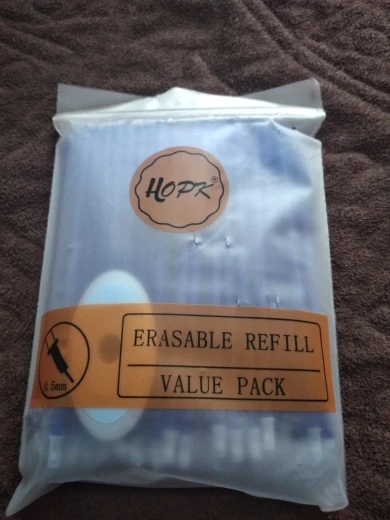 HOPK®
ERASABLE REFILL
VALUE PACK
0.5mm